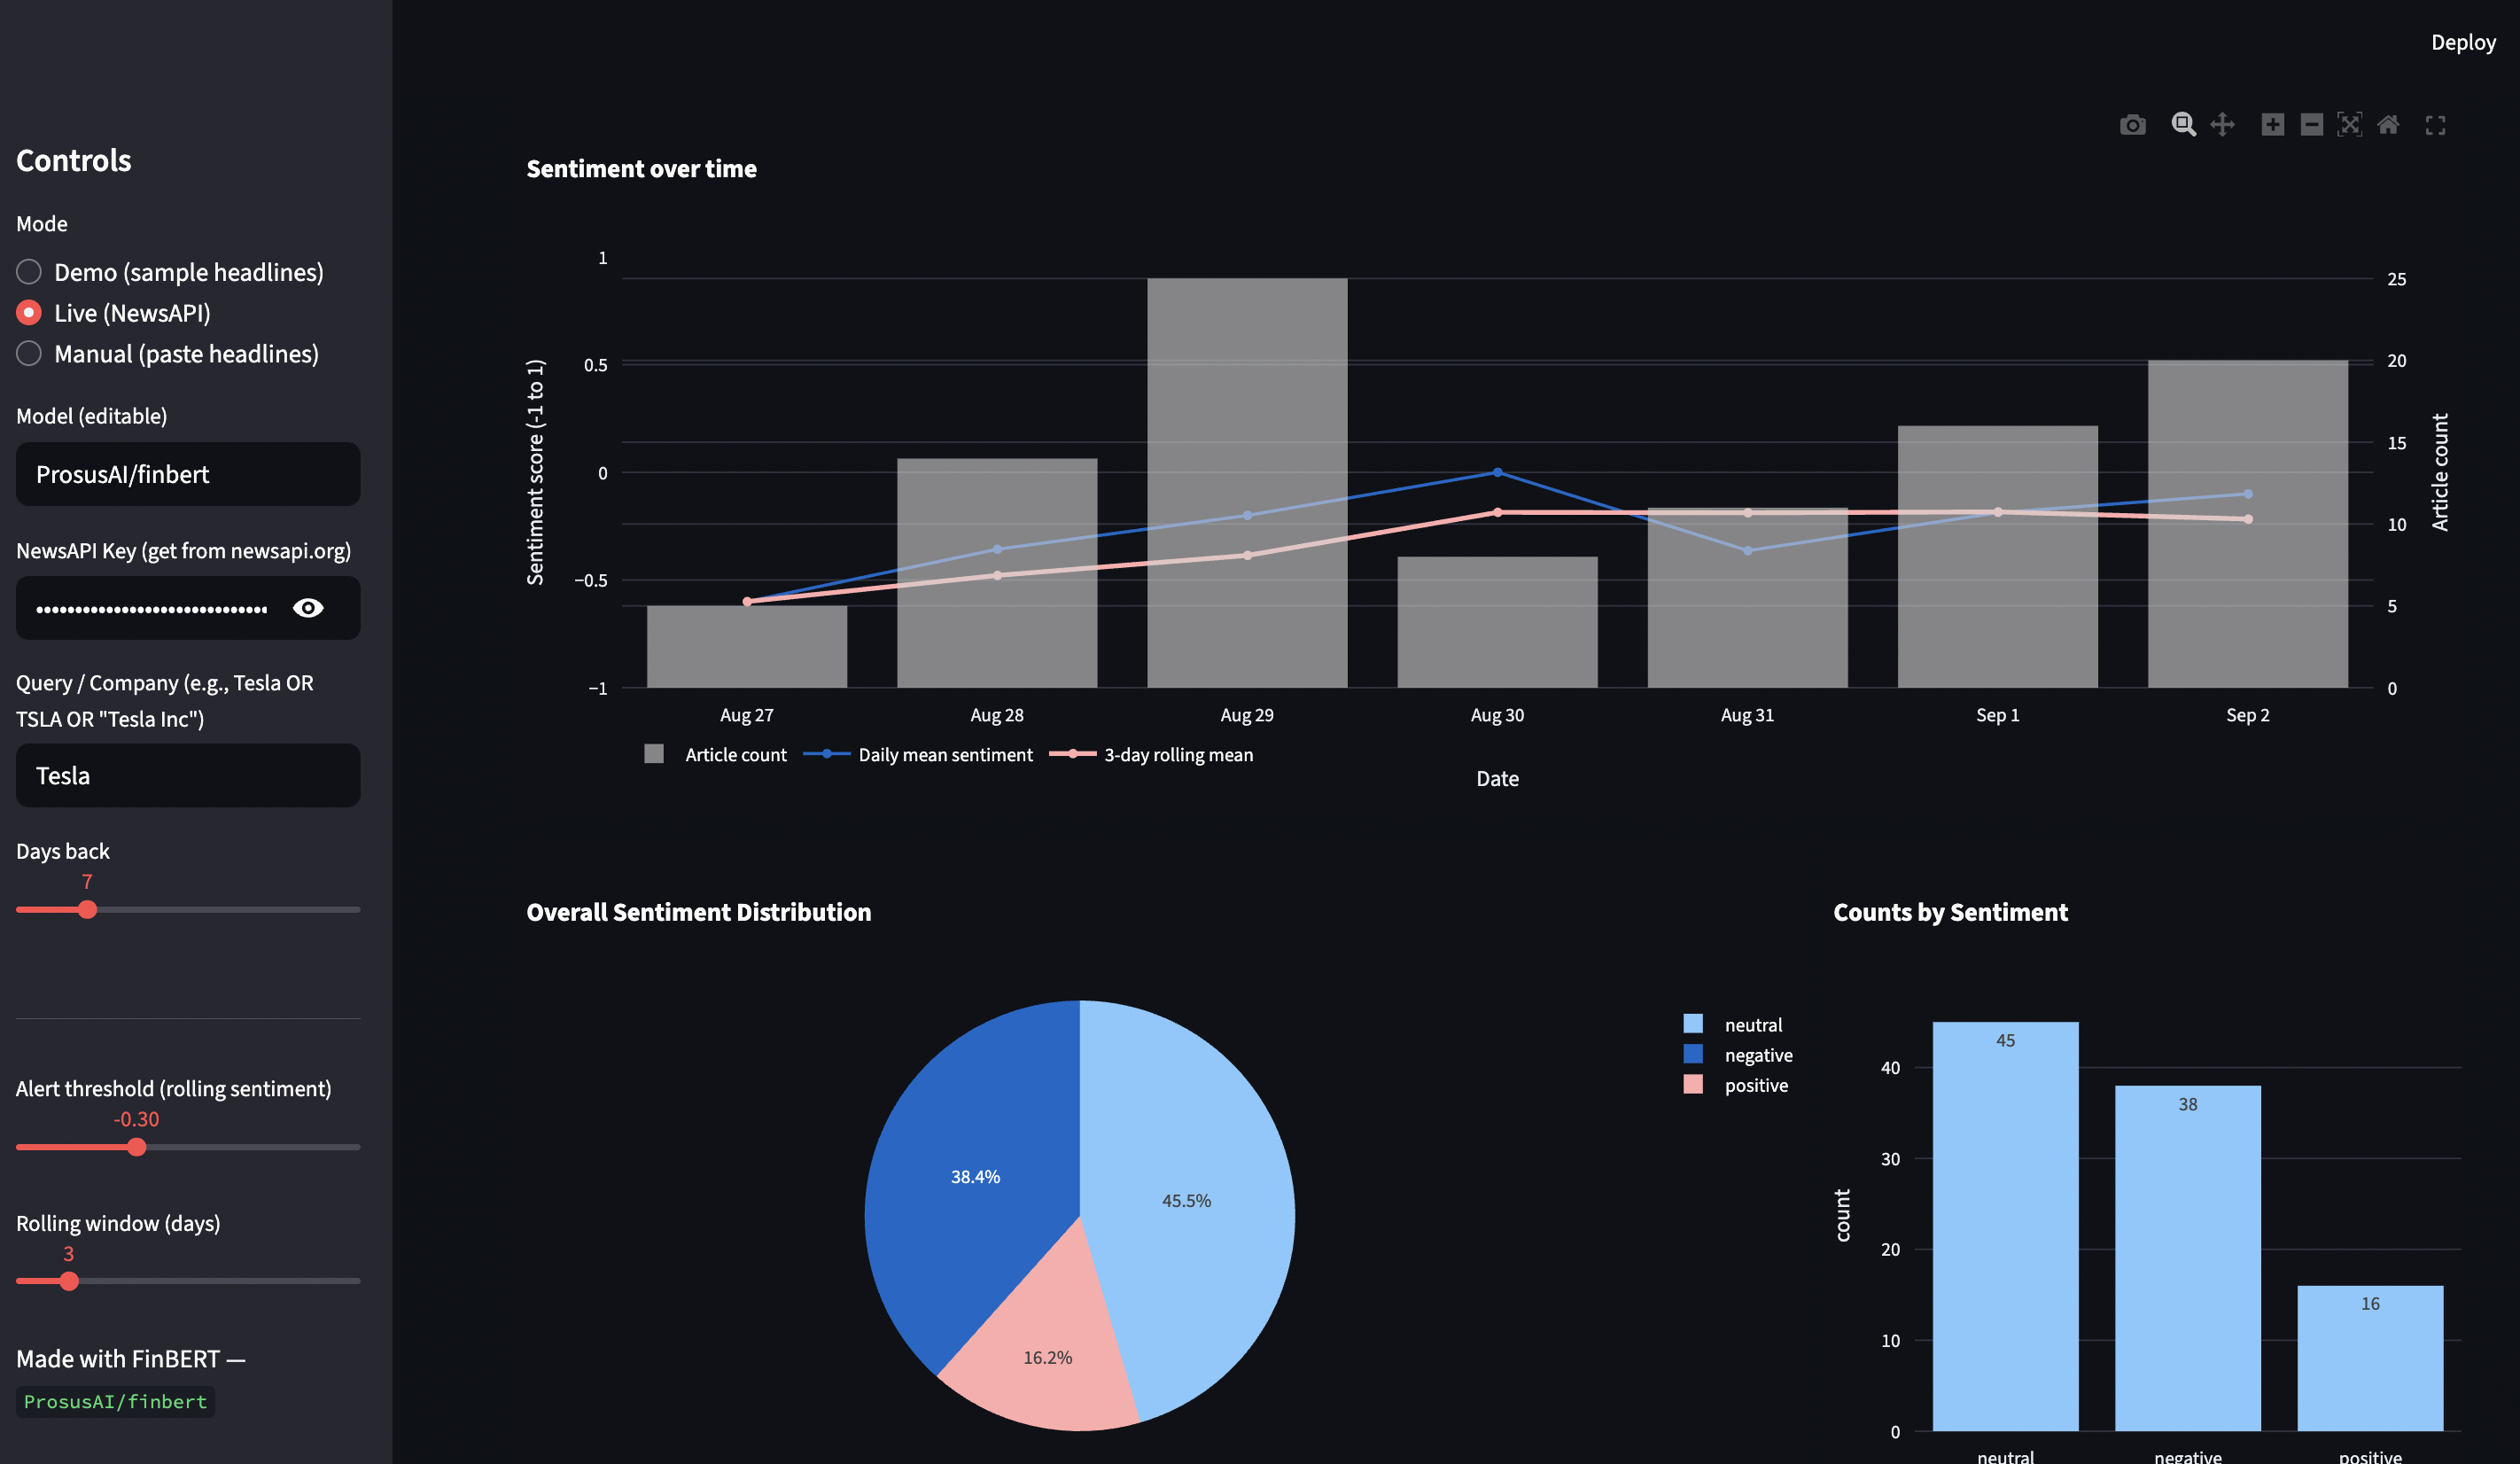 Deploy
Controls
Mode
Demo (sample headlines)
Live (NewsAPI)
Manual (paste headlines)
Model (editable)
ProsusAI/finbert
NewsAPI Key (get from newsapi.org)
Query / Company (e.g., Tesla OR
TSLA OR "Tesla Inc")
Tesla
Days back
7
Alert threshold (rolling sentiment)
-0.30
Rolling window (days)
3
Made with FinBERT —
ProsusAI/finbert
Sentiment over time
Sentiment score (-1 to 1)
1
0.5
0
−0.5
−1
25
20
15
10
5
0
Article count
Aug 27
Aug 28
Aug 29
Aug 30
Aug 31
Sep 1
Sep 2
Article count
Daily mean sentiment
3-day rolling mean
Date
Overall Sentiment Distribution
38.4%
45.5%
16.2%
neutral
negative
positive
Counts by Sentiment
count
40
30
20
10
0
45
38
16
neutral
negative
positive